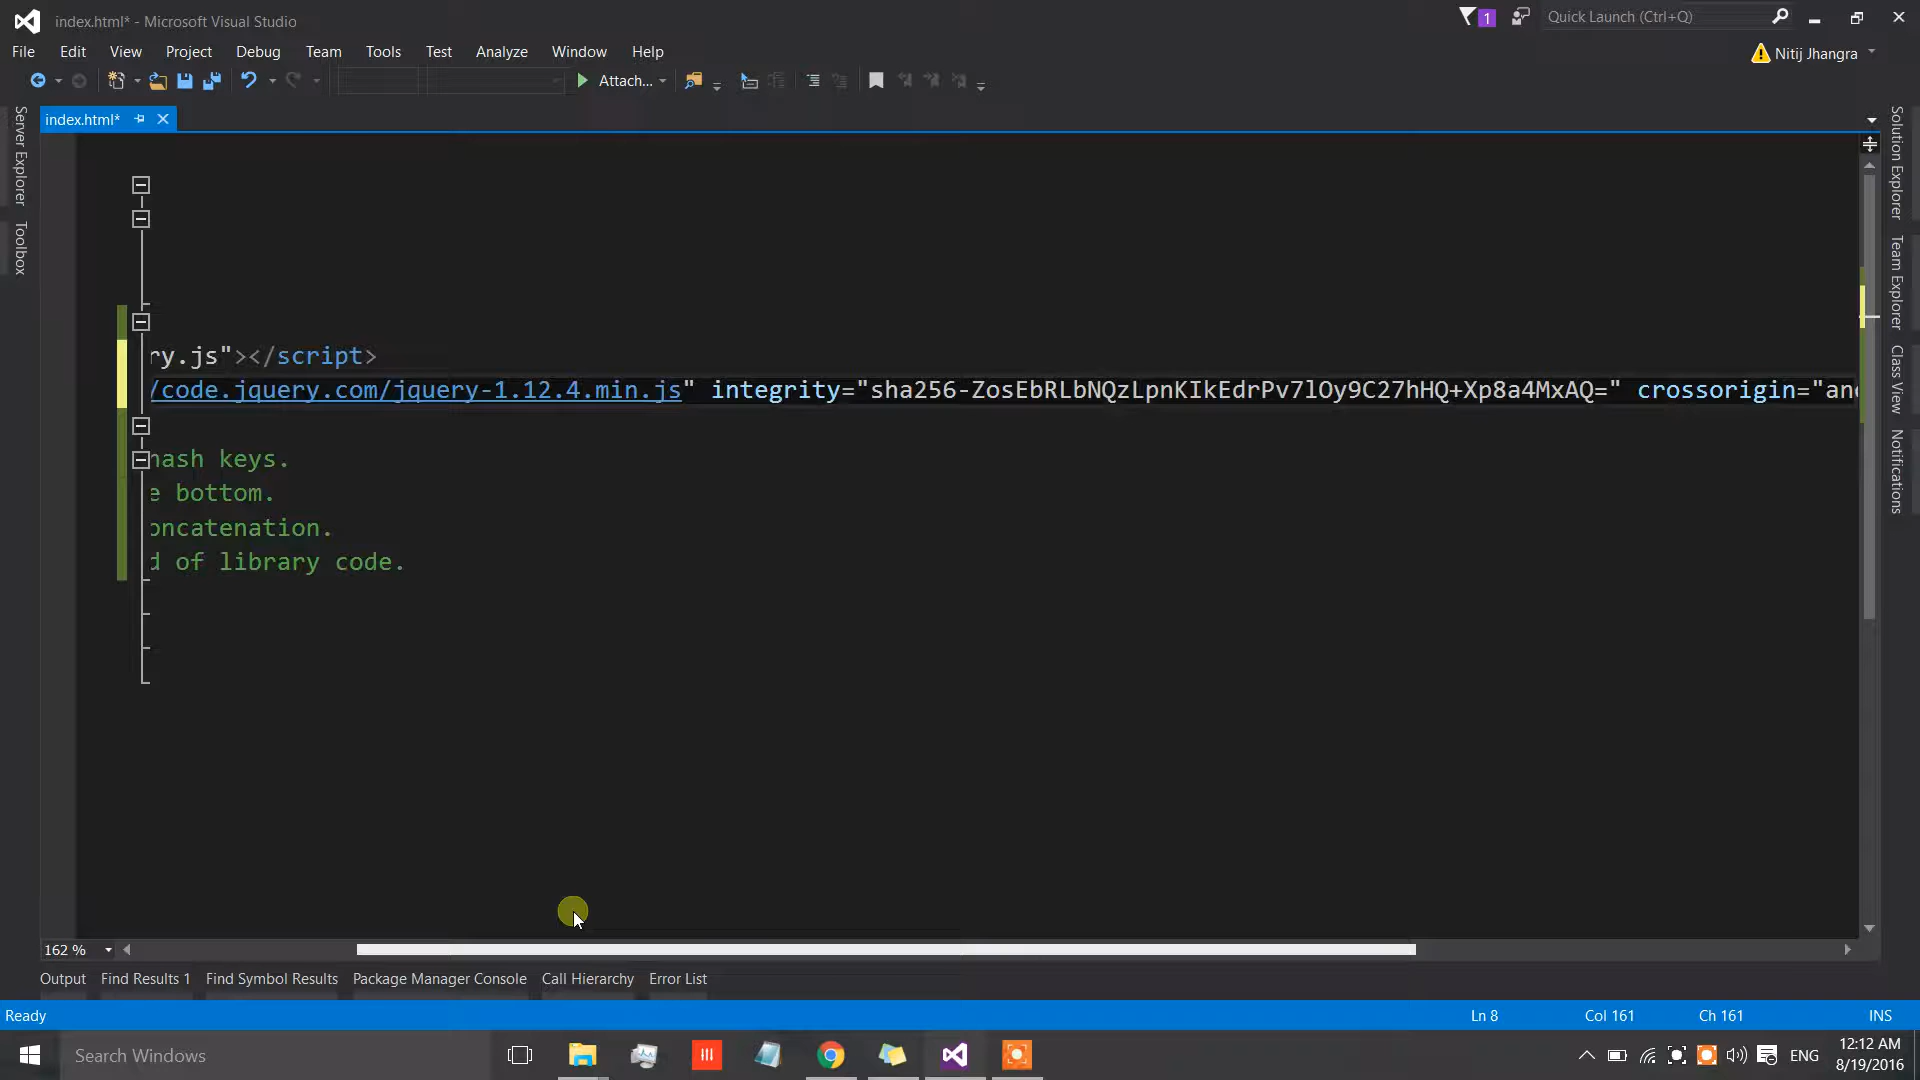 index.html* - Microsoft Visual Studio
1
Quick Launch (Ctrl+Q)
File Edit View Project Debug Team Tools Test Analyze Window Help
Nitij Jhangra
Attach...
index.html*
Server Explorer
Toolbox
Solution Explorer
Team Explorer
Class View
Notifications
ry.js"></script>
/code.jquery.com/jquery-1.12.4.min.js" integrity="sha256-ZosEbRLbNQzLpnKIkEdrPv7lOy9C27hHQ+Xp8a4MxAQ=" crossorigin="an
hash keys.
e bottom.
oncatenation.
d of library code.
162 %
Output Find Results 1 Find Symbol Results Package Manager Console Call Hierarchy Error List
Ready Ln 8 Col 161 Ch 161 INS
Search Windows
ENG
12:12 AM
8/19/2016